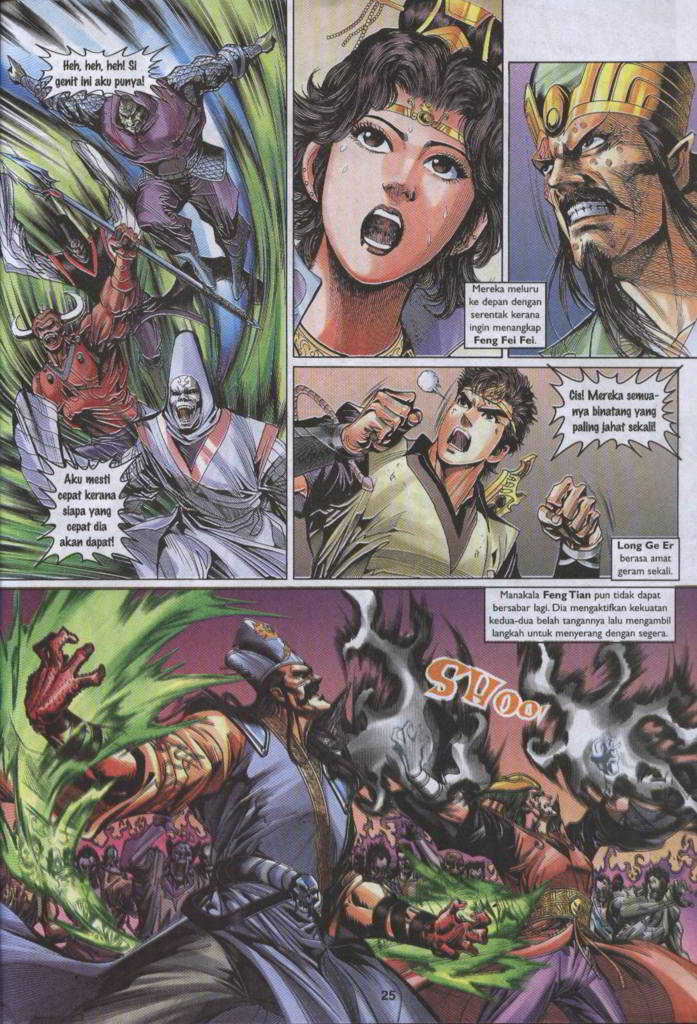 Heh, heh, heh! Si
genit ini aku punya!
Aku mesti
cepat kerana
siapa yang
cepat dia
akan dapat!
Mereka meluru
ke depan dengan
serentak kerana
ingin menangkap
Feng Fei Fei.
Cis! Mereka semua-
nya binatang yang
paling jahat sekali!
Long Ge Er
berasa amat
geram sekali.
Manakala Feng Tian pun tidak dapat
bersabar lagi. Dia mengaktifkan kekuatan
kedua-dua belah tangannya lalu mengambil
langkah untuk menyerang dengan segera.
SHOO!
25